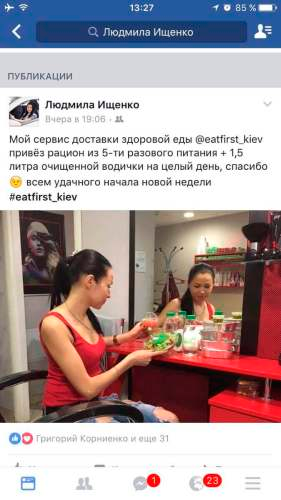 13:27
85 %
Людмила Ищенко
ПУБЛИКАЦИИ
Людмила Ищенко
Вчера в 19:06 ·
Мой сервис доставки здоровой еды @eatfirst_kiev
привёз рацион из 5-ти разового питания + 1,5
литра очищенной водички на целый день, спасибо
всем удачного начала новой недели
#eatfirst_kiev
Григорий Корниенко и еще 31
1
23